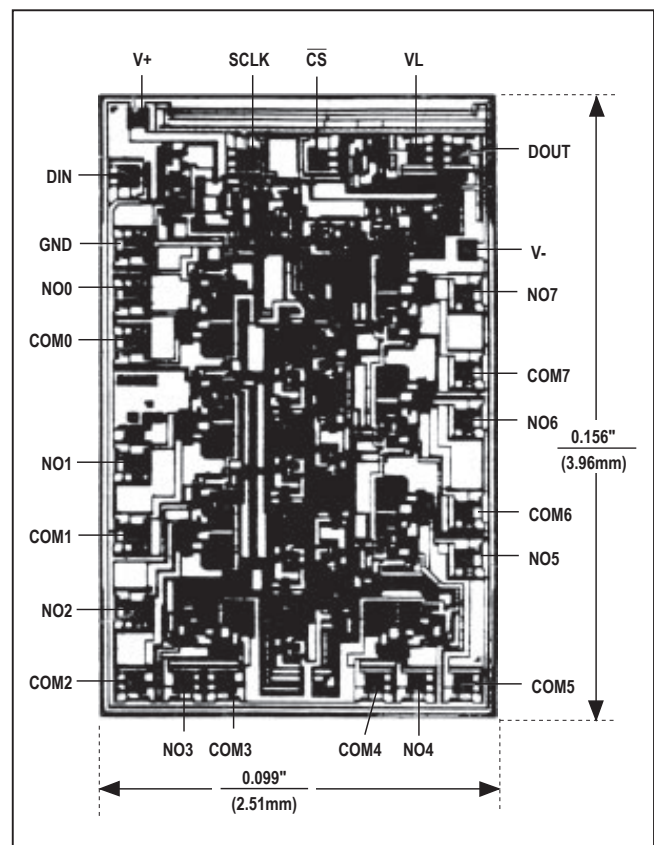 V+ SCLK C̅S̅ VL
DIN
DOUT
GND
V-
NO0
NO7
COM0
COM7
NO6
0.156"
(3.96mm)
NO1
COM6
COM1
NO5
NO2
COM2
COM5
NO3 COM3 COM4 NO4
0.099"
(2.51mm)